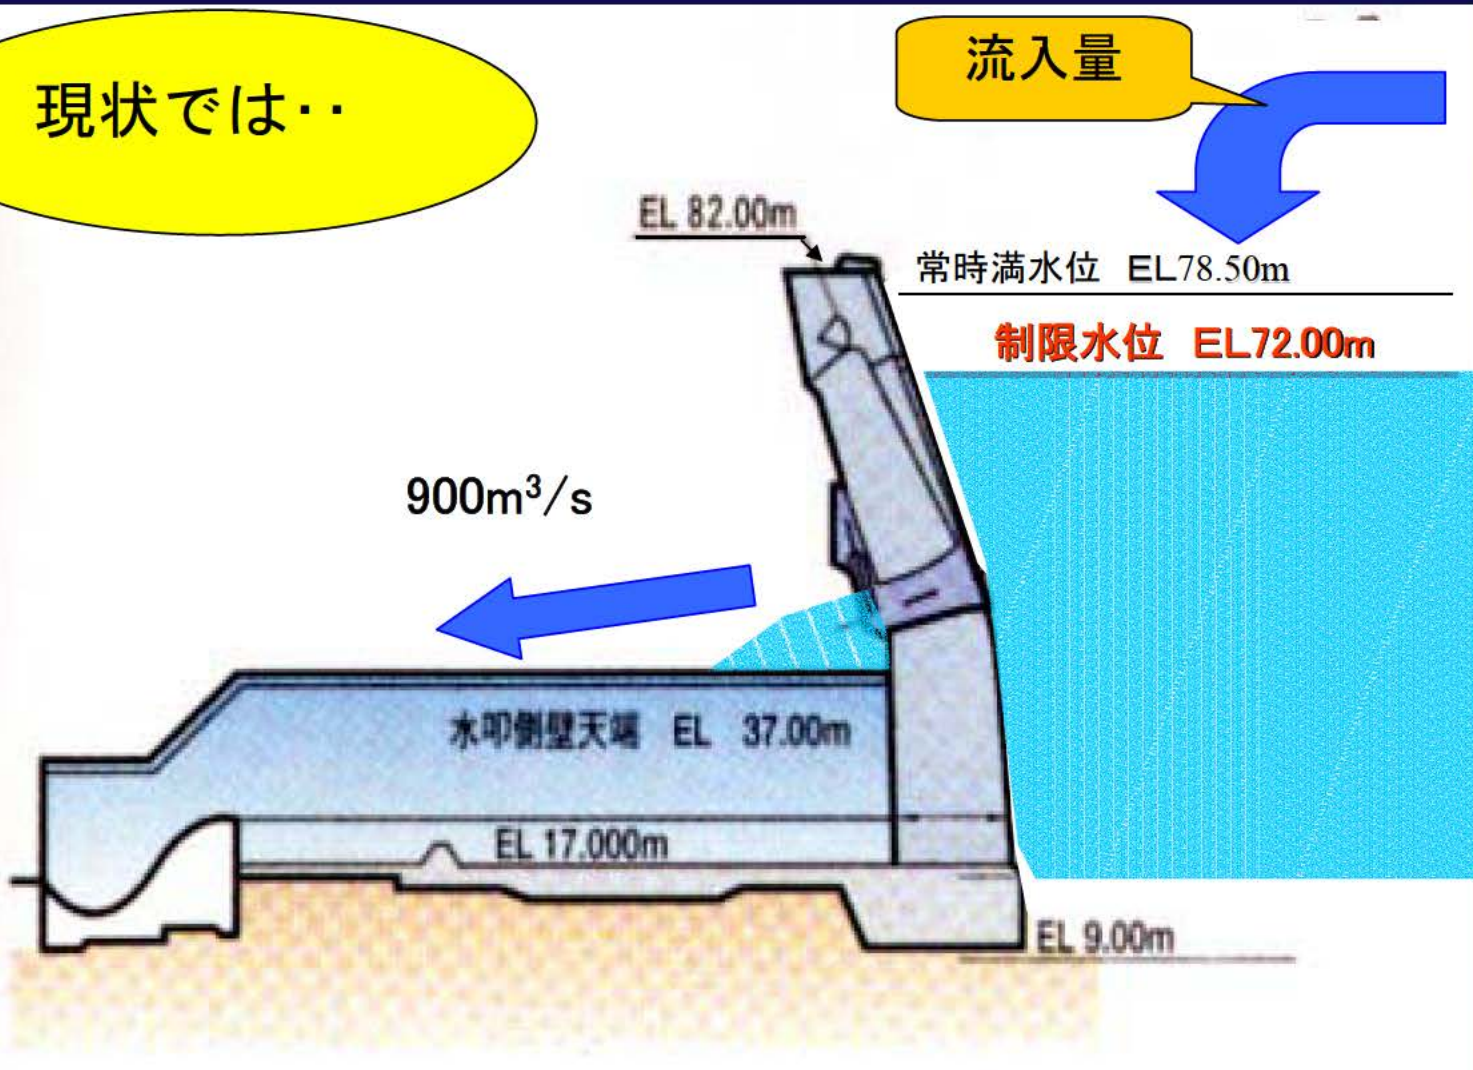 現状では・・
流入量
EL 82.00m
常時満水位 EL78.50m
制限水位 EL72.00m
900m³/s
水叩側壁天端 EL 37.00m
EL 17.000m
EL 9.00m